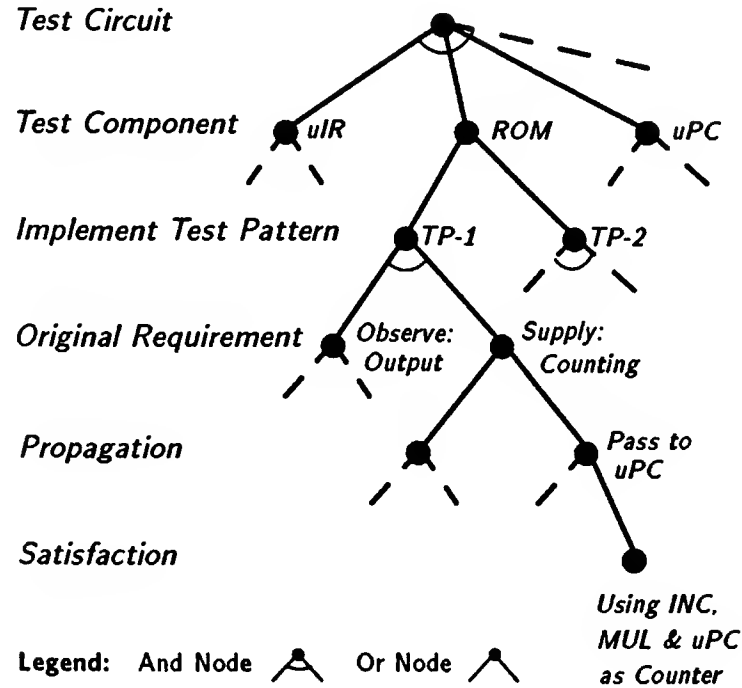 Test Circuit
Test Component
uIR
ROM
uPC
Implement Test Pattern
TP-1
TP-2
Original Requirement
Observe:
Output
Supply:
Counting
Propagation
Pass to
uPC
Satisfaction
Using INC,
MUL & uPC
as Counter
Legend: And Node Or Node